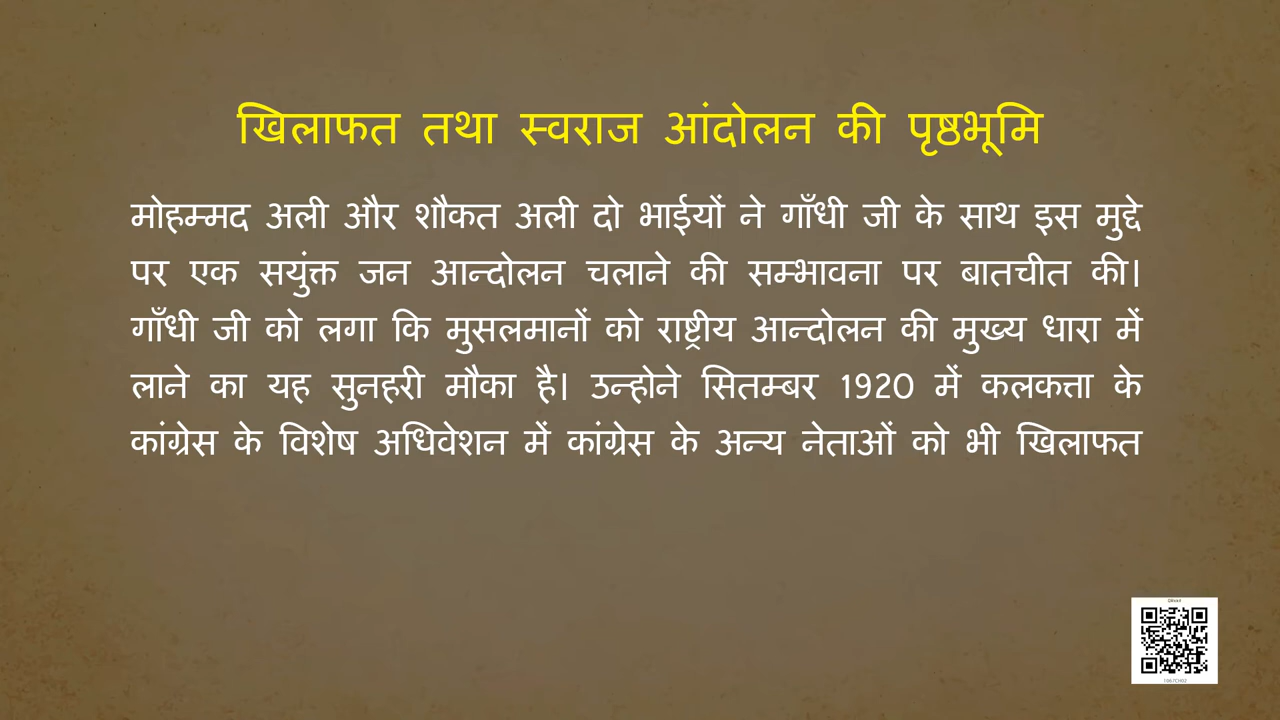 खिलाफत तथा स्वराज आंदोलन की पृष्ठभूमि
मोहम्मद अली और शौकत अली दो भाईयों ने गाँधी जी के साथ इस मुद्दे
पर एक सयुंक्त जन आन्दोलन चलाने की सम्भावना पर बातचीत की।
गाँधी जी को लगा कि मुसलमानों को राष्ट्रीय आन्दोलन की मुख्य धारा में
लाने का यह सुनहरी मौका है। उन्होने सितम्बर 1920 में कलकत्ता के
कांग्रेस के विशेष अधिवेशन में कांग्रेस के अन्य नेताओं को भी खिलाफत